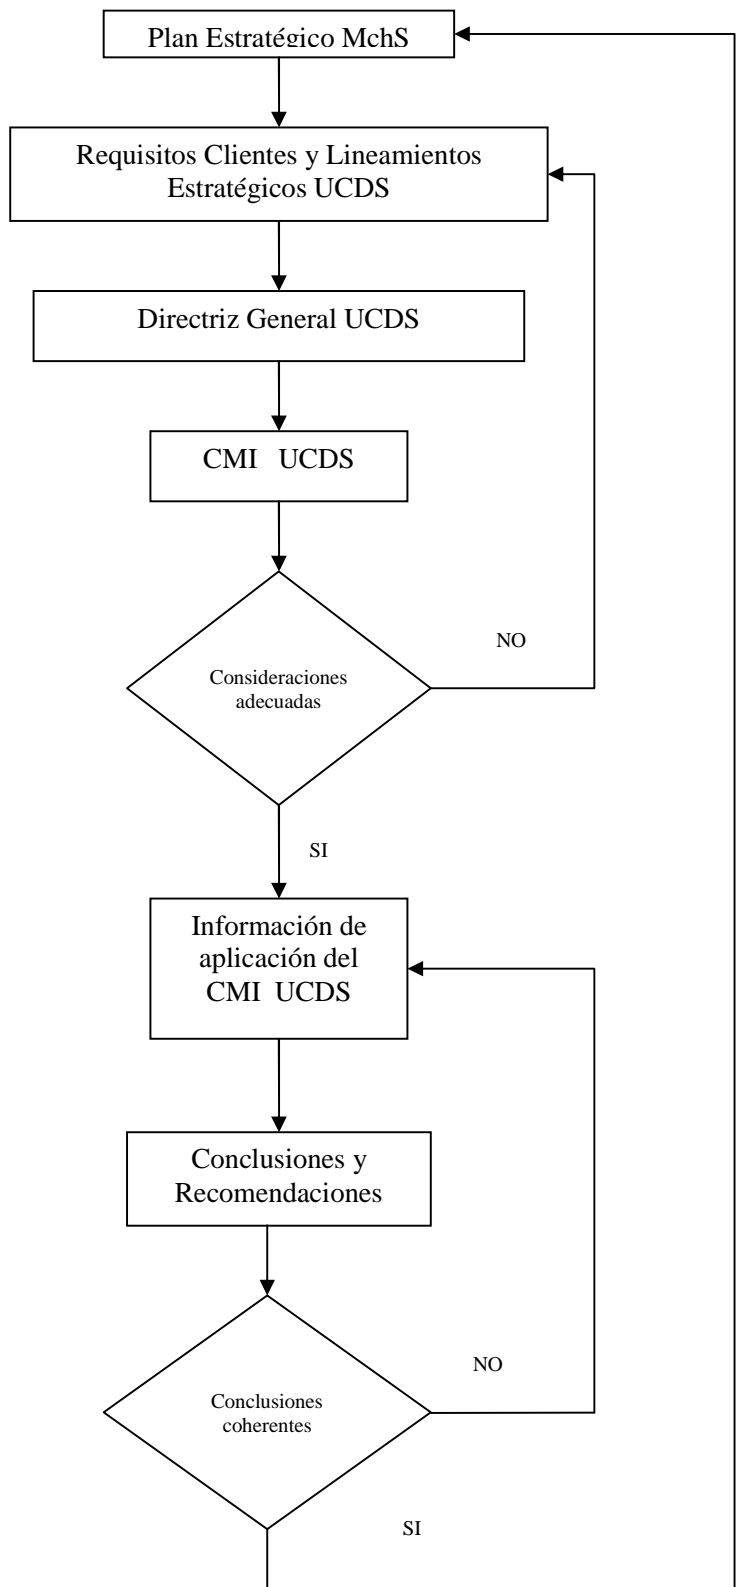 Plan Estratégico MchS
Requisitos Clientes y Lineamientos
Estratégicos UCDS
Directriz General UCDS
CMI UCDS
NO
Consideraciones
adecuadas
SI
Información de
aplicación del
CMI UCDS
Conclusiones y
Recomendaciones
NO
Conclusiones
coherentes
SI